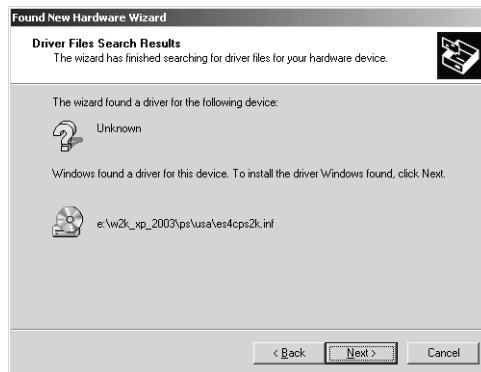 Found New Hardware Wizard
Driver Files Search Results
The wizard has finished searching for driver files for your hardware device.
The wizard found a driver for the following device:
Unknown
Windows found a driver for this device. To install the driver Windows found, click Next.
e:\w2k_xp_2003\ps\usa\es4cps2k.inf
< Back Next > Cancel